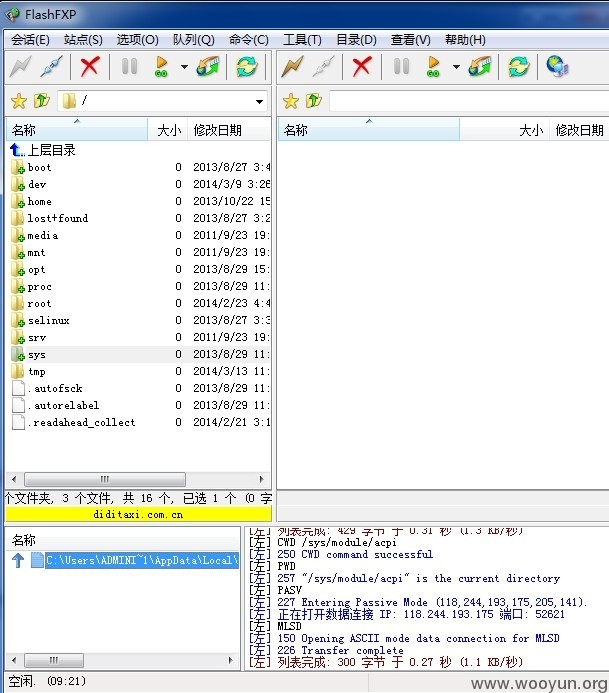 FlashFXP
会话(E) 站点(S) 选项(O) 队列(Q) 命令(C) 工具(T) 目录(D) 查看(V) 帮助(H)
/
名称 大小 修改日期 名称 大小 修改日期
上层目录
boot 0 2013/8/27 3:4
dev 0 2014/3/9 3:26
home 0 2013/10/22 15
lost+found 0 2013/8/27 3:2
media 0 2011/9/23 19:
mnt 0 2011/9/23 19:
opt 0 2013/8/29 15:
proc 0 2013/8/29 11:
root 0 2014/2/23 4:4
selinux 0 2013/8/27 3:3
srv 0 2011/9/23 19:
sys 0 2013/8/29 11:
tmp 0 2014/3/13 11:
.autofsck 0 2013/8/29 11:
.autorelabel 0 2013/8/29 11:
.readahead_collect 0 2014/2/21 3:1
个文件夹, 3 个文件, 共 16 个, 已选 1 个 (0 字
diditaxi.com.cn
名称
C:\Users\ADMINI~1\AppData\Local\
[左] 列表完成: 429 字节 于 0.31 秒 (1.3 KB/秒)
[左] CWD /sys/module/acpi
[左] 250 CWD command successful
[左] PWD
[左] 257 "/sys/module/acpi" is the current directory
[左] PASV
[左] 227 Entering Passive Mode (118,244,193,175,205,141).
[左] 正在打开数据连接 IP: 118.244.193.175 端口: 52621
[左] MLSD
[左] 150 Opening ASCII mode data connection for MLSD
[左] 226 Transfer complete
[左] 列表完成: 300 字节 于 0.27 秒 (1.1 KB/秒)
空闲. (09:21)
www.wooyun.org